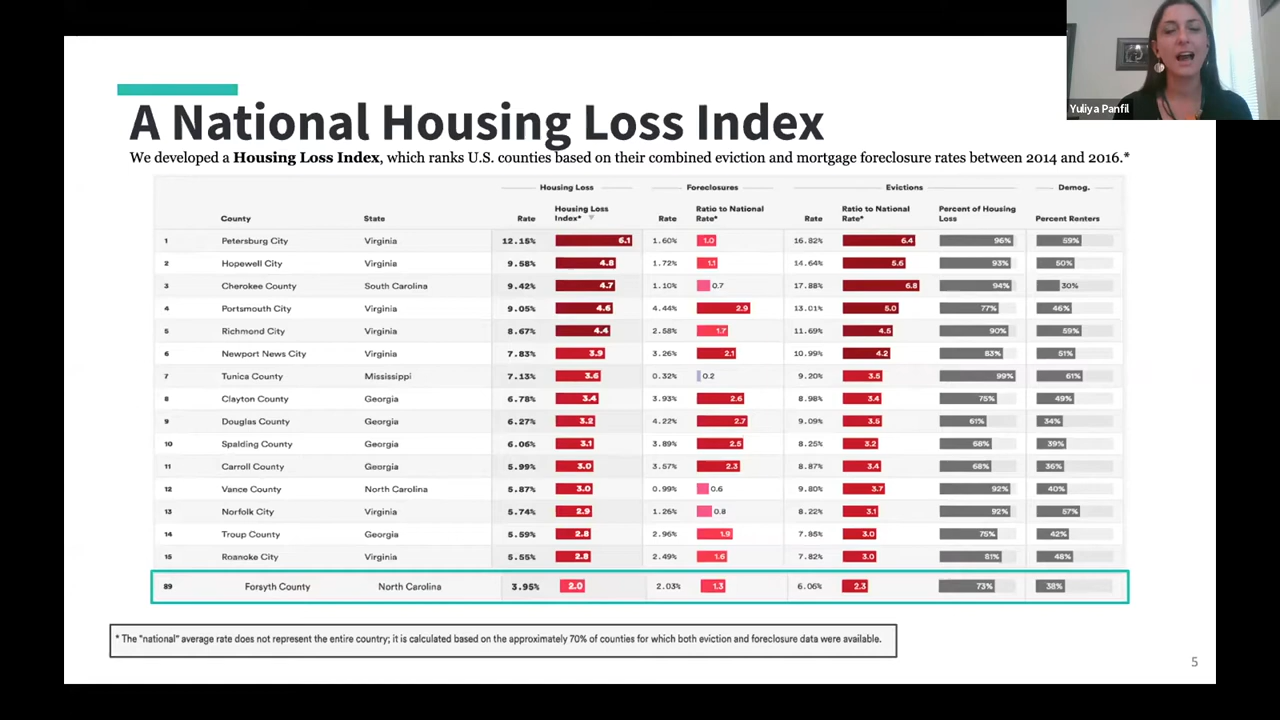 Yuliya Panfil
A National Housing Loss Index
We developed a Housing Loss Index, which ranks U.S. counties based on their combined eviction and mortgage foreclosure rates between 2014 and 2016.*
Housing Loss Foreclosures Evictions Demog.
County State Rate Housing Loss Index* Rate Ratio to National Rate* Rate Ratio to National Rate* Percent of Housing Loss Percent Renters
1 Petersburg City Virginia 12.15% 6.1 1.60% 1.0 16.82% 6.4 96% 59%
2 Hopewell City Virginia 9.58% 4.8 1.72% 1.1 14.64% 5.6 93% 50%
3 Cherokee County South Carolina 9.42% 4.7 1.10% 0.7 17.88% 6.8 94% 30%
4 Portsmouth City Virginia 9.05% 4.6 4.44% 2.9 13.01% 5.0 77% 46%
5 Richmond City Virginia 8.67% 4.4 2.58% 1.7 11.69% 4.5 90% 59%
6 Newport News City Virginia 7.83% 3.9 3.26% 2.1 10.99% 4.2 83% 51%
7 Tunica County Mississippi 7.13% 3.6 0.32% 0.2 9.20% 3.5 99% 61%
8 Clayton County Georgia 6.78% 3.4 3.93% 2.6 8.98% 3.4 75% 49%
9 Douglas County Georgia 6.27% 3.2 4.22% 2.7 9.09% 3.5 61% 34%
10 Spalding County Georgia 6.06% 3.1 3.89% 2.5 8.25% 3.2 68% 39%
11 Carroll County Georgia 5.99% 3.0 3.57% 2.3 8.87% 3.4 68% 36%
12 Vance County North Carolina 5.87% 3.0 0.99% 0.6 9.80% 3.7 92% 40%
13 Norfolk City Virginia 5.74% 2.9 1.26% 0.8 8.22% 3.1 92% 57%
14 Troup County Georgia 5.59% 2.8 2.96% 1.9 7.85% 3.0 75% 42%
15 Roanoke City Virginia 5.55% 2.8 2.49% 1.6 7.82% 3.0 81% 48%
89 Forsyth County North Carolina 3.95% 2.0 2.03% 1.3 6.06% 2.3 73% 38%
* The "national" average rate does not represent the entire country; it is calculated based on the approximately 70% of counties for which both eviction and foreclosure data were available.
5